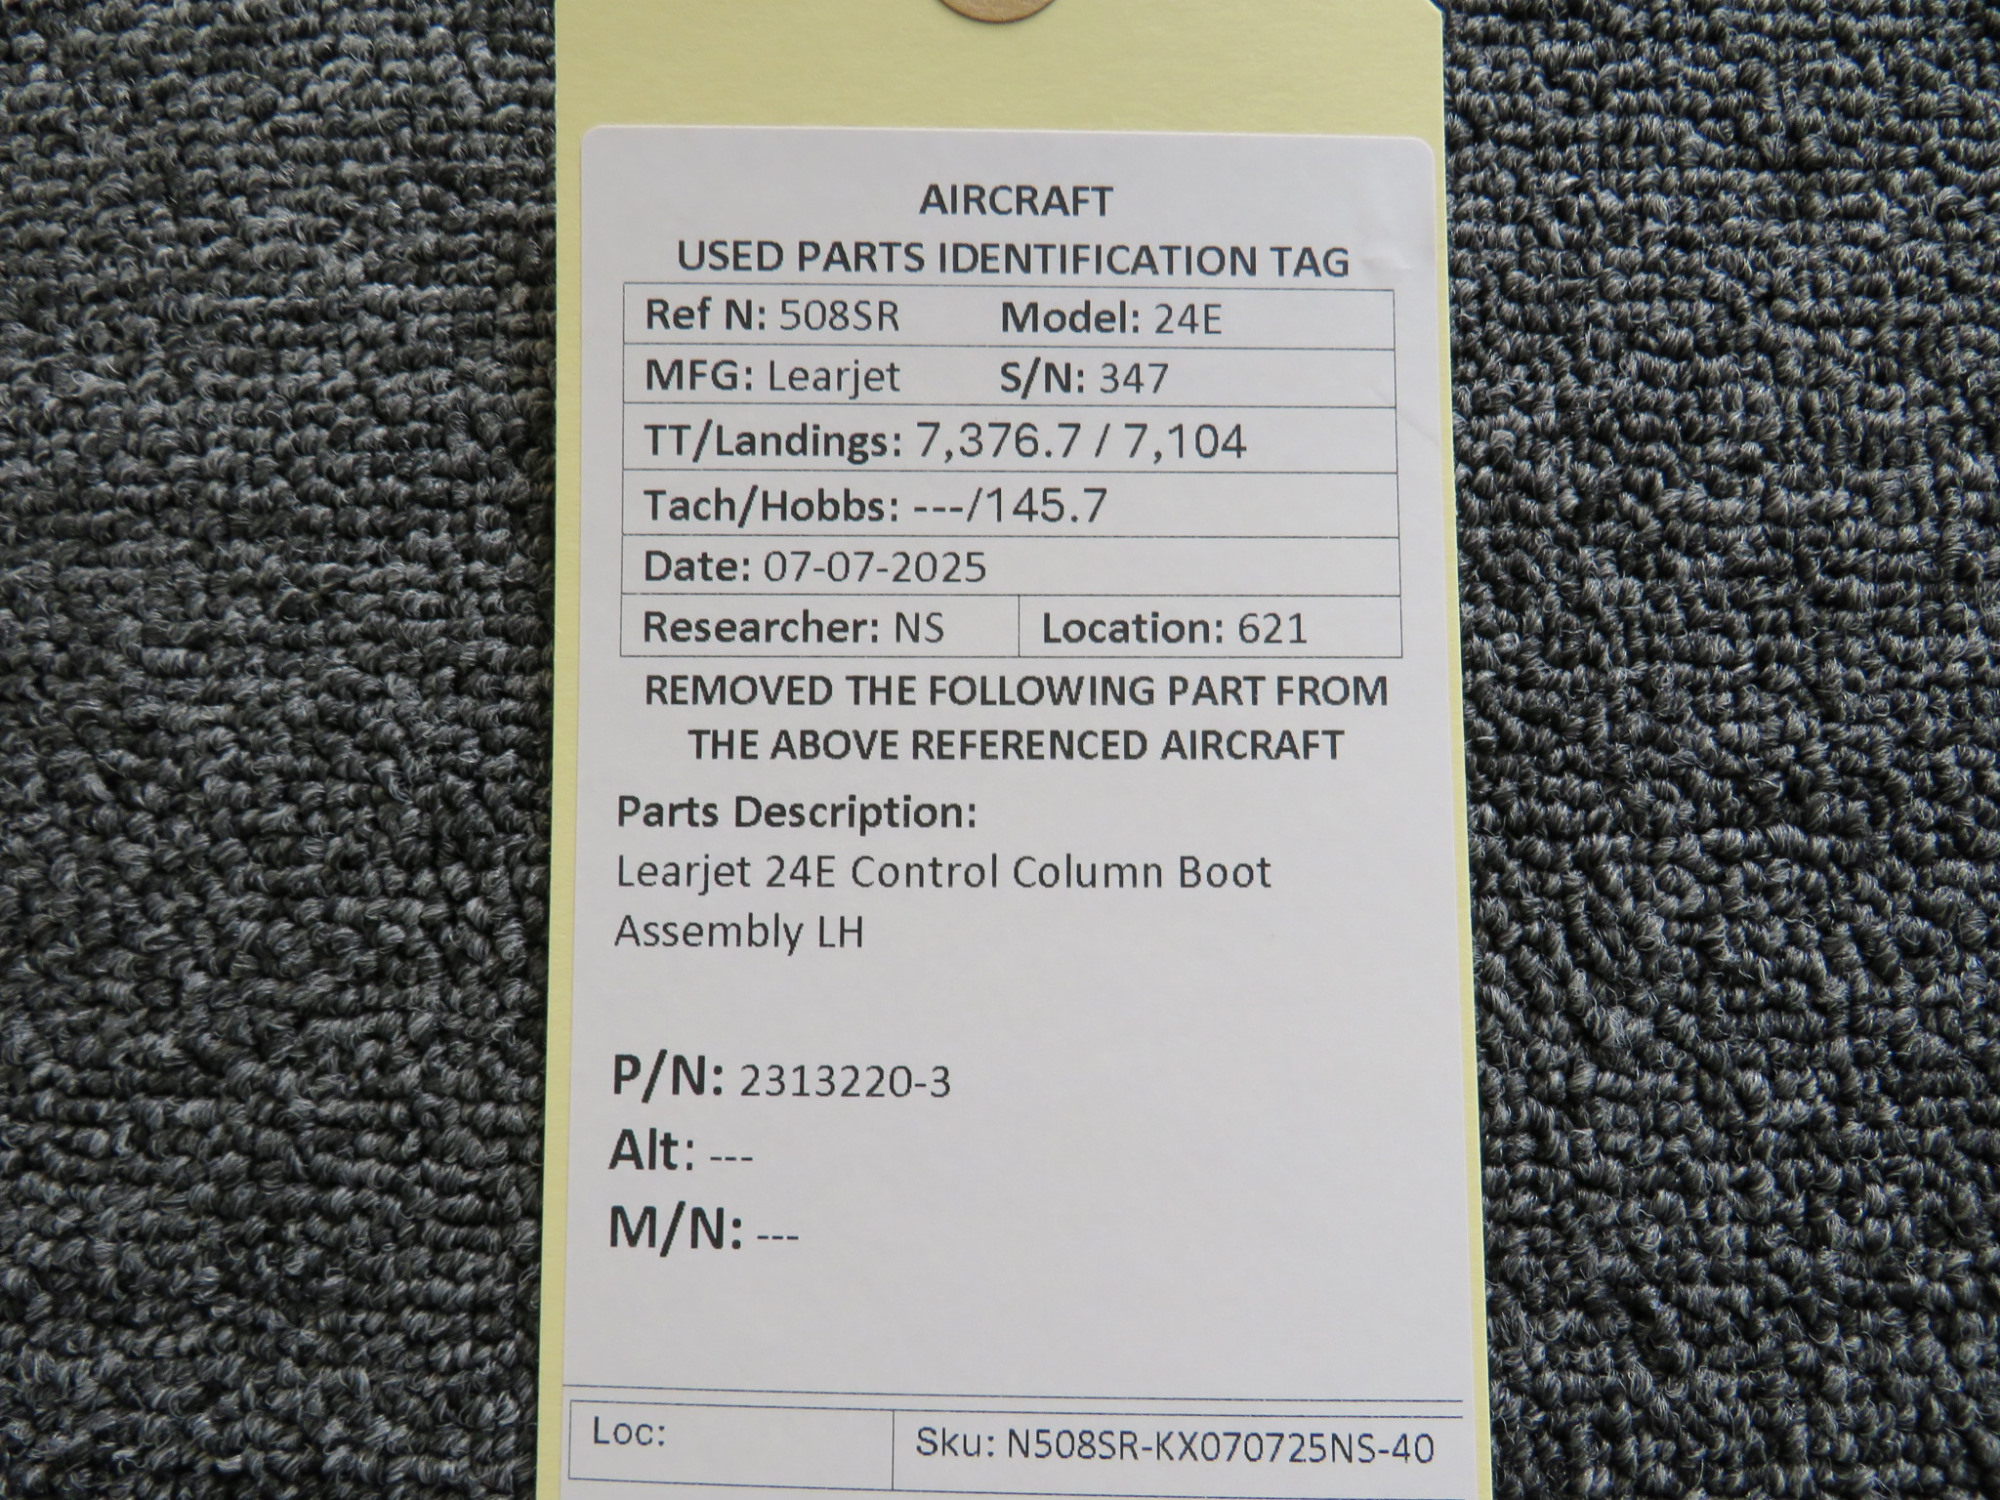 AIRCRAFT
USED PARTS IDENTIFICATION TAG
Ref N: 508SR Model: 24E
MFG: Learjet S/N: 347
TT/Landings: 7,376.7 / 7,104
Tach/Hobbs: ---/145.7
Date: 07-07-2025
Researcher: NS Location: 621
REMOVED THE FOLLOWING PART FROM
THE ABOVE REFERENCED AIRCRAFT
Parts Description:
Learjet 24E Control Column Boot
Assembly LH
P/N: 2313220-3
Alt: ---
M/N: ---
Loc: Sku: N508SR-KX070725NS-40